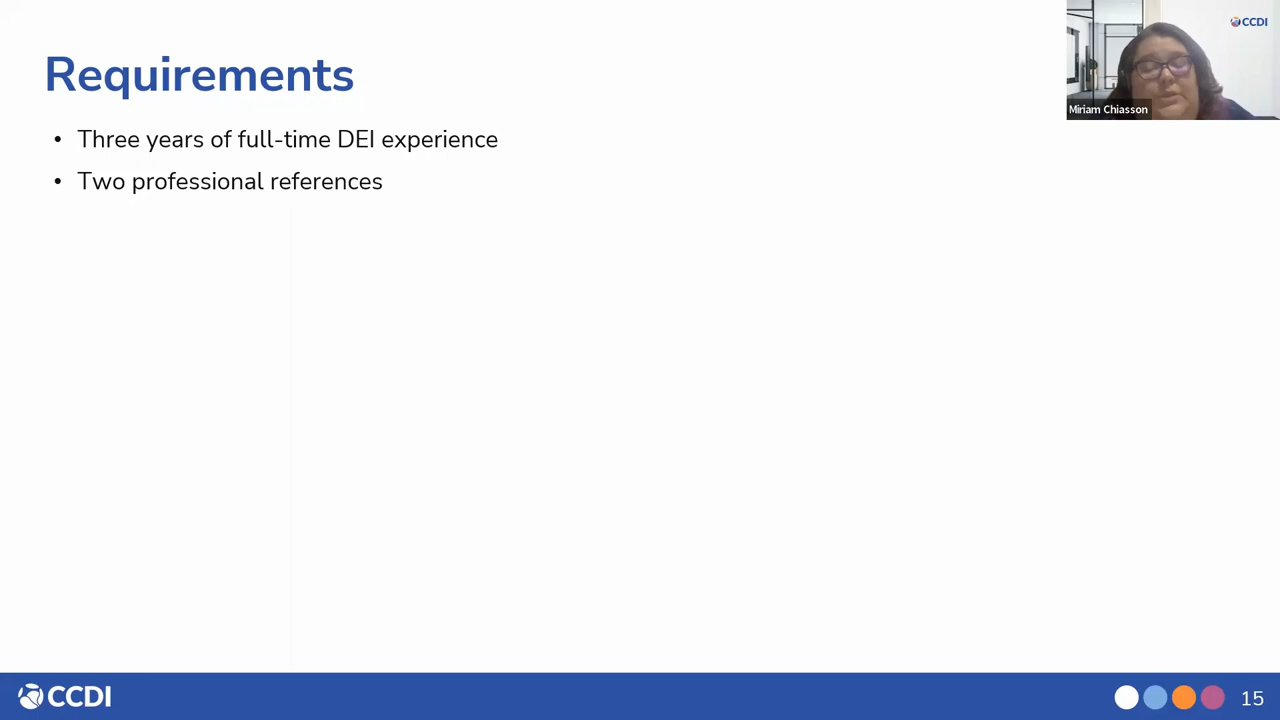 Requirements
• Three years of full-time DEI experience
• Two professional references
CCDI
Miriam Chiasson
CCDI
15